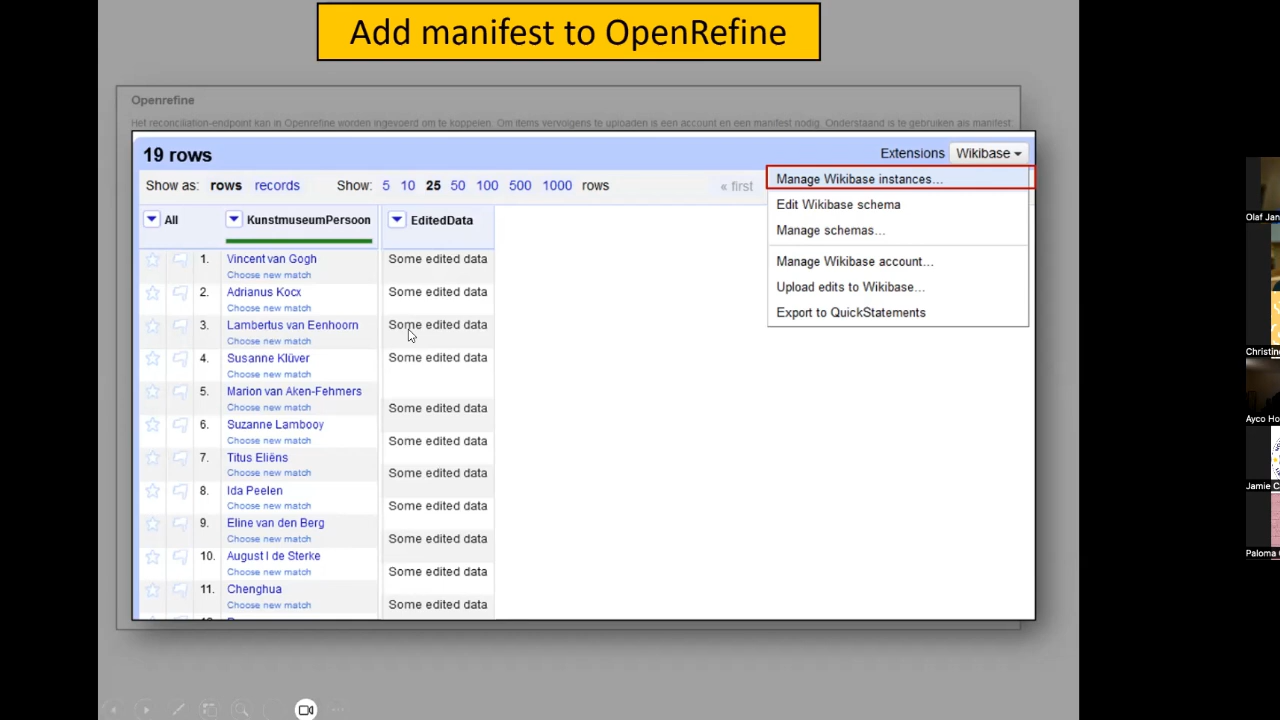 Add manifest to OpenRefine
Openrefine
Het reconciliation-endpoint kan in Openrefine worden ingevoerd om te koppelen. Om items vervolgens te uploaden is een account en een manifest nodig. Onderstaand is te gebruiken als manifest
19 rows
Extensions Wikibase
Show as: rows records Show: 5 10 25 50 100 500 1000 rows « first
Manage Wikibase instances…
Edit Wikibase schema
Manage schemas…
Manage Wikibase account…
Upload edits to Wikibase…
Export to QuickStatements
All KunstmuseumPersoon EditedData
1. Vincent van Gogh Some edited data
Choose new match
2. Adrianus Kocx Some edited data
Choose new match
3. Lambertus van Eenhoorn Some edited data
Choose new match
4. Susanne Klüver Some edited data
Choose new match
5. Marion van Aken-Fehmers
Choose new match Some edited data
6. Suzanne Lambooy
Choose new match Some edited data
7. Titus Eliëns
Choose new match Some edited data
8. Ida Peelen
Choose new match Some edited data
9. Eline van den Berg
Choose new match Some edited data
10. August I de Sterke
Choose new match Some edited data
11. Chenghua
Choose new match Some edited data
Olaf Jan
Christine
Ayco Ho
Jamie C
Paloma